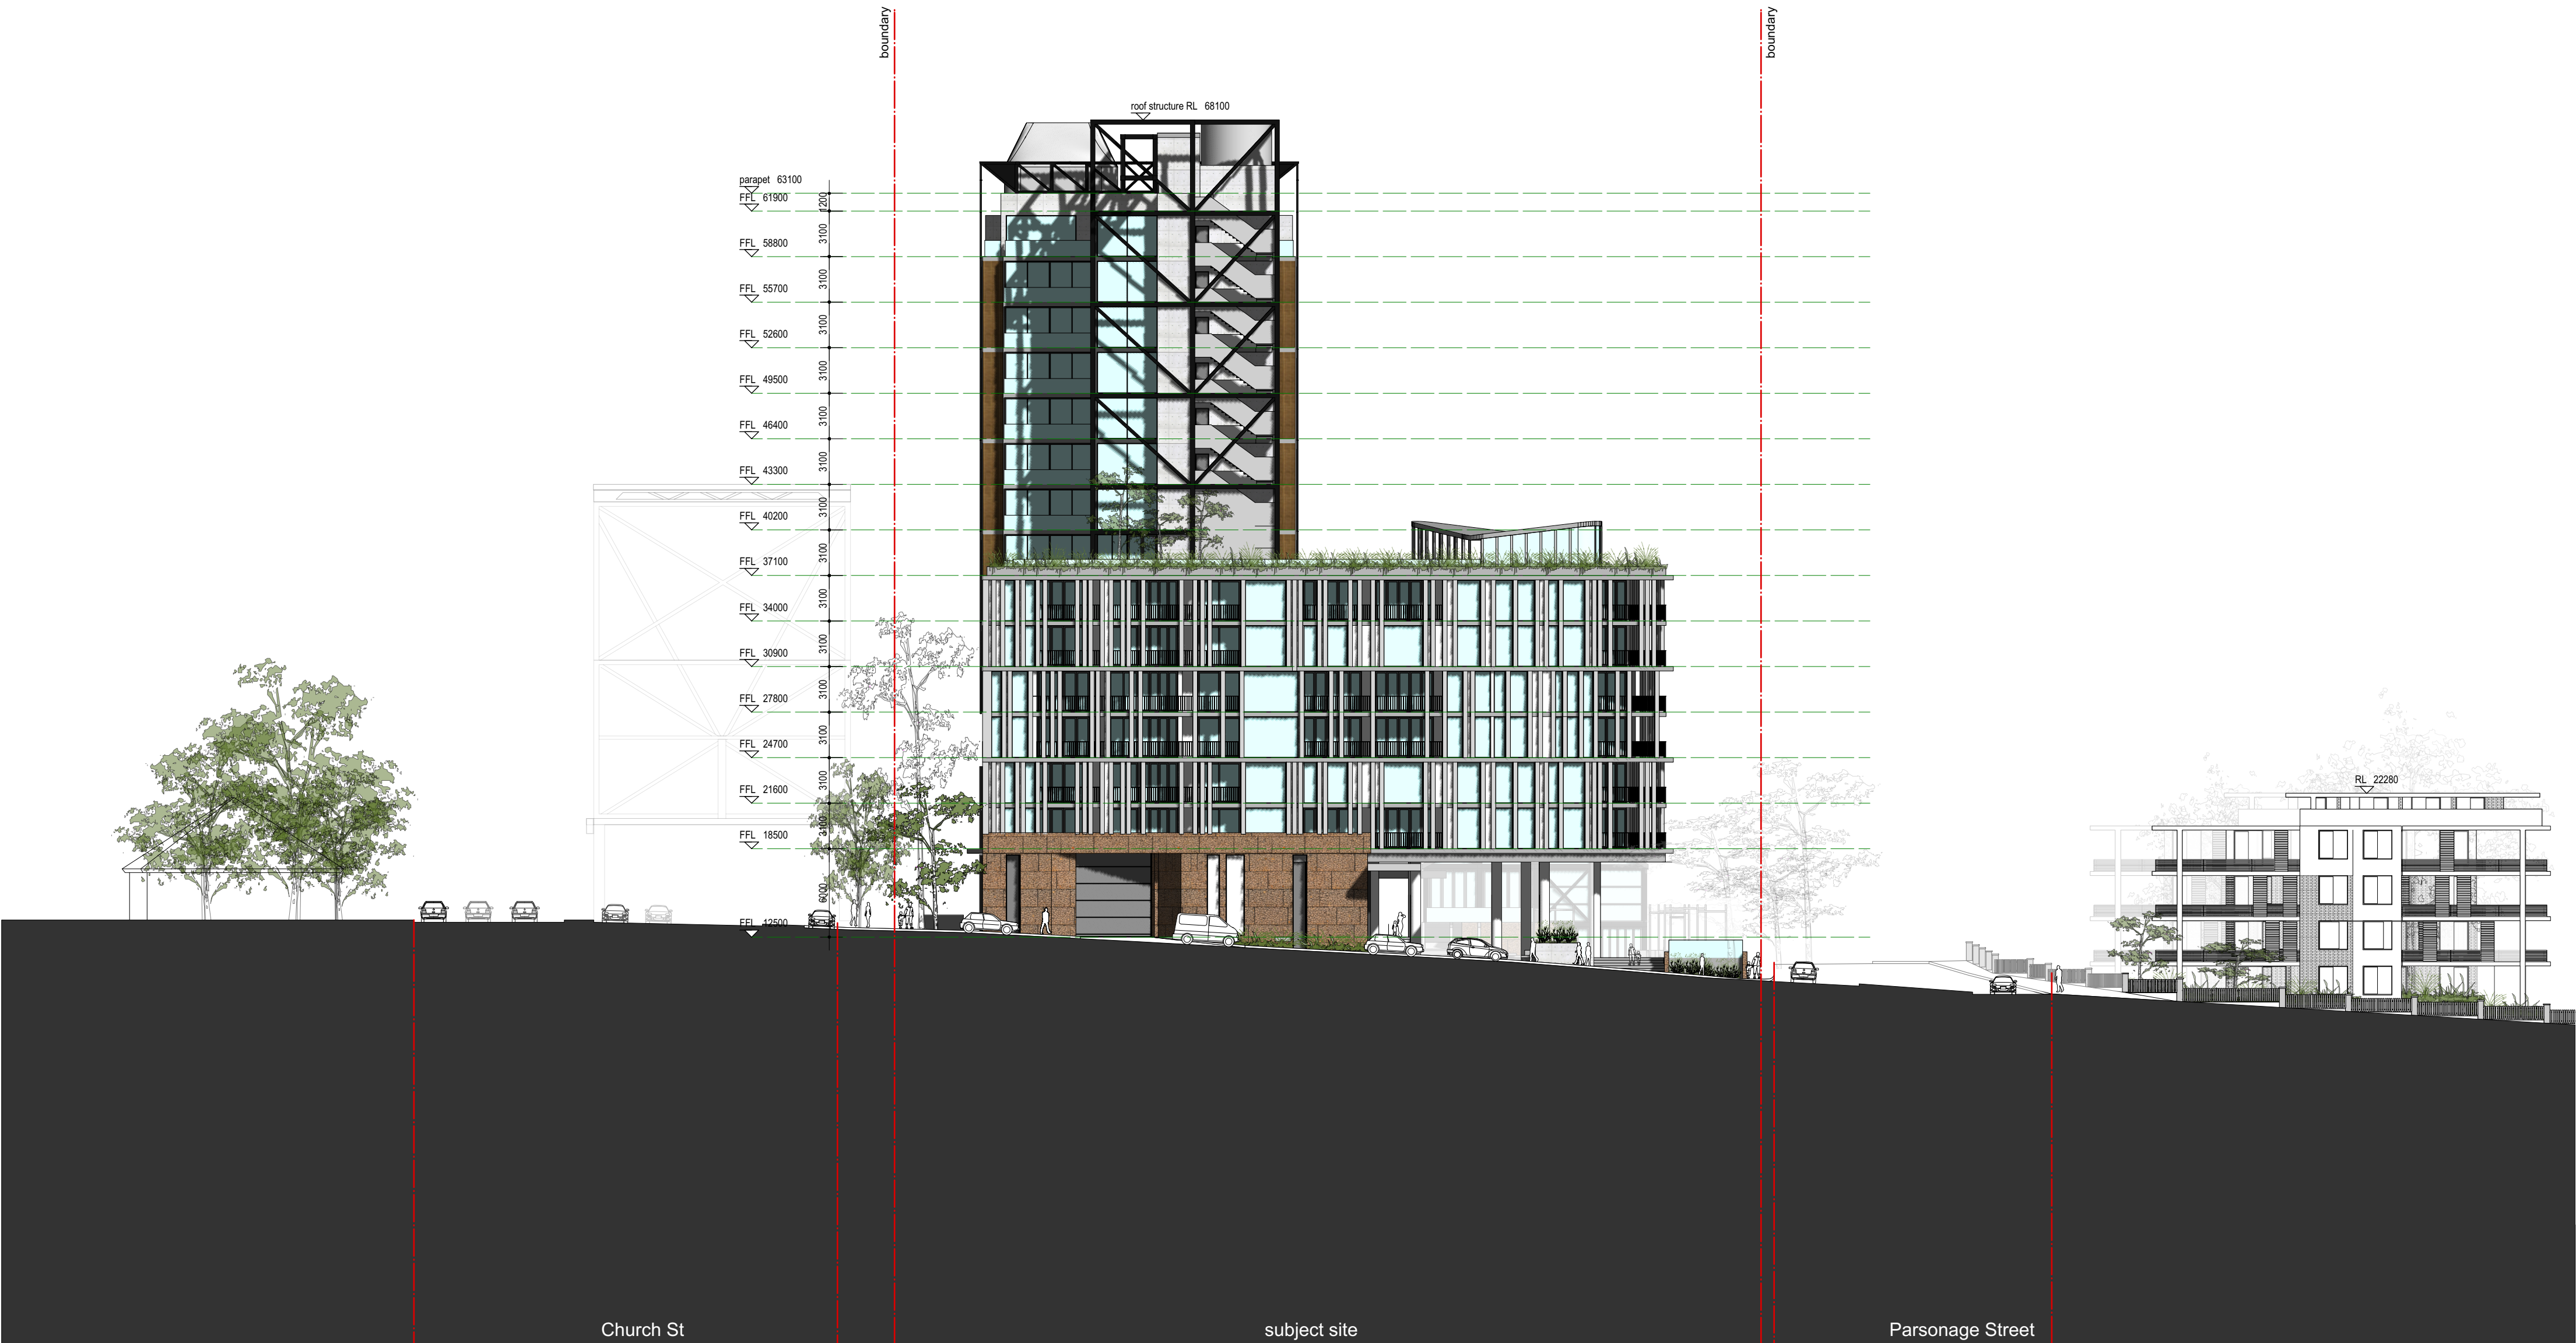 boundary
boundary
roof structure RL 68100
parapet 63100
1200
FFL 61900
3100
FFL 58800
3100
FFL 55700
3100
FFL 52600
3100
FFL 49500
3100
FFL 46400
3100
FFL 43300
3100
FFL 40200
3100
FFL 37100
3100
FFL 34000
3100
FFL 30900
3100
FFL 27800
3100
FFL 24700
3100
RL 22280
FFL 21600
3100
FFL 18500
6000
FFL 12500
Church St
subject site
Parsonage Street